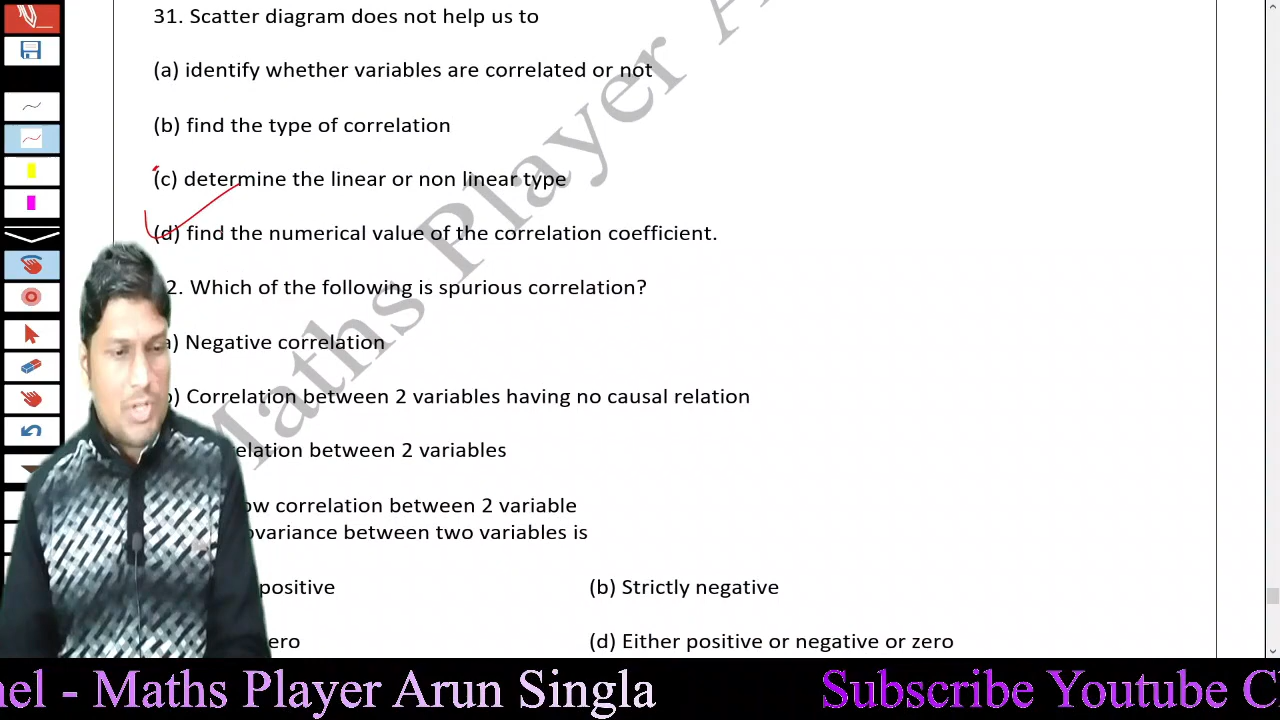 31. Scatter diagram does not help us to
(a) identify whether variables are correlated or not
(b) find the type of correlation
(c) determine the linear or non linear type
(d) find the numerical value of the correlation coefficient.
2. Which of the following is spurious correlation?
a) Negative correlation
) Correlation between 2 variables having no causal relation
relation between 2 variables
ow correlation between 2 variable
ovariance between two variables is
positive (b) Strictly negative
ero (d) Either positive or negative or zero
Maths Player A
nel - Maths Player Arun Singla Subscribe Youtube C